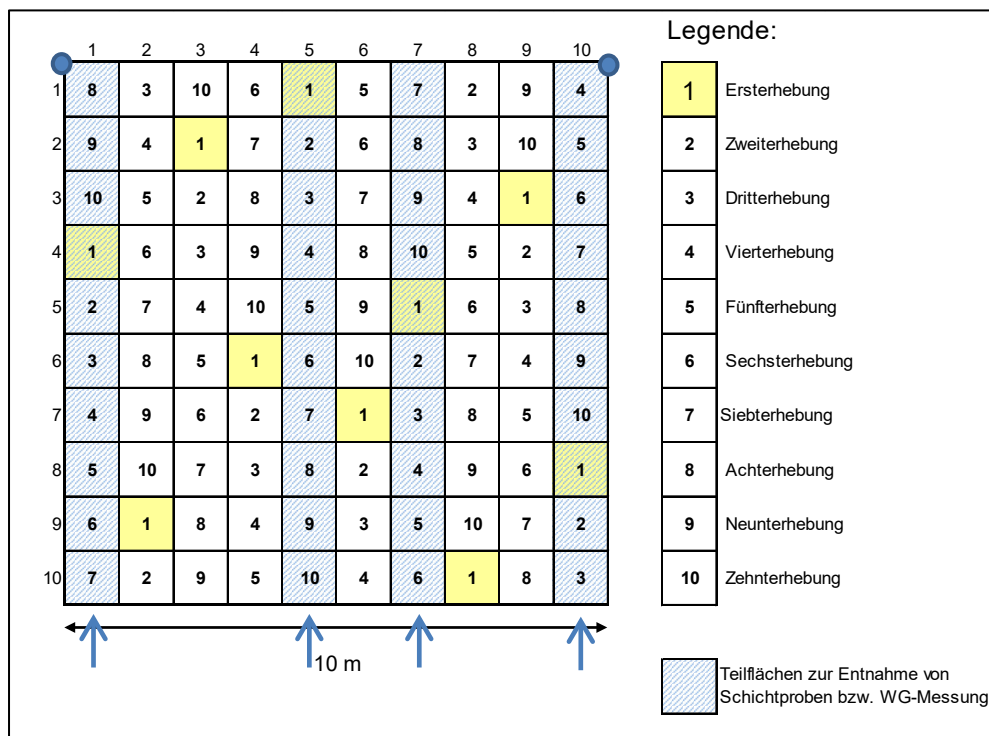 Legende:
1 2 3 4 5 6 7 8 9 10
1 8 3 10 6 1 5 7 2 9 4
2 9 4 1 7 2 6 8 3 10 5
3 10 5 2 8 3 7 9 4 1 6
4 1 6 3 9 4 8 10 5 2 7
5 2 7 4 10 5 9 1 6 3 8
6 3 8 5 1 6 10 2 7 4 9
7 4 9 6 2 7 1 3 8 5 10
8 5 10 7 3 8 2 4 9 6 1
9 6 1 8 4 9 3 5 10 7 2
10 7 2 9 5 10 4 6 1 8 3
10 m
1 Ersterhebung
2 Zweiterhebung
3 Dritterhebung
4 Vierterhebung
5 Fünfterhebung
6 Sechsterhebung
7 Siebterhebung
8 Achterhebung
9 Neunterhebung
10 Zehnterhebung
Teilflächen zur Entnahme von
Schichtproben bzw. WG-Messung